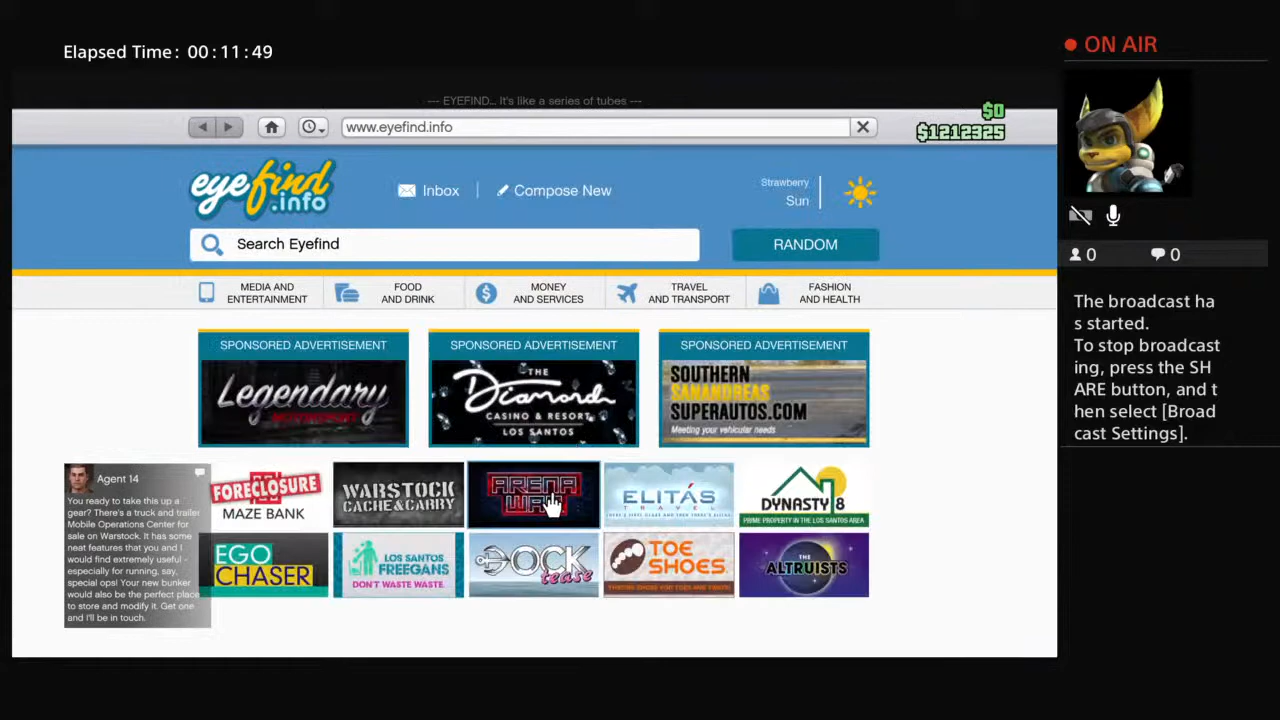 Elapsed Time: 00:11:49
ON AIR
--- EYEFIND... It's like a series of tubes ---
www.eyefind.info
$0
$1212325
eyefind.info
Inbox
Compose New
Strawberry
Sun
Search Eyefind
RANDOM
0
0
MEDIA AND ENTERTAINMENT
FOOD AND DRINK
MONEY AND SERVICES
TRAVEL AND TRANSPORT
FASHION AND HEALTH
The broadcast ha
s started.
To stop broadcast
ing, press the SH
ARE button, and t
hen select [Broad
cast Settings].
SPONSORED ADVERTISEMENT
Legendary
MOTORSPORT
SPONSORED ADVERTISEMENT
THE
Diamond
CASINO & RESORT
LOS SANTOS
SPONSORED ADVERTISEMENT
SOUTHERN
SANANDREAS
SUPERAUTOS.COM
Meeting your vehicular needs
Agent 14
You ready to take this up a
gear? There's a truck and trailer
Mobile Operations Center for
sale on Warstock. It has some
neat features that you and I
would find extremely useful -
especially for running, say,
special ops! Your new bunker
would also be the perfect place
to store and modify it. Get one
and I'll be in touch.
FORECLOSURE
MAZE BANK
WARSTOCK
CACHE & CARRY
ARENA
WAR
ELITÁS
TRAVEL
DYNASTY 8
PRIME PROPERTY IN THE LOS SANTOS AREA
EGO
CHASER
LOS SANTOS
FREEGANS
DON'T WASTE WASTE.
DOCK
tease
TOE
SHOES
THE
ALTRUISTS